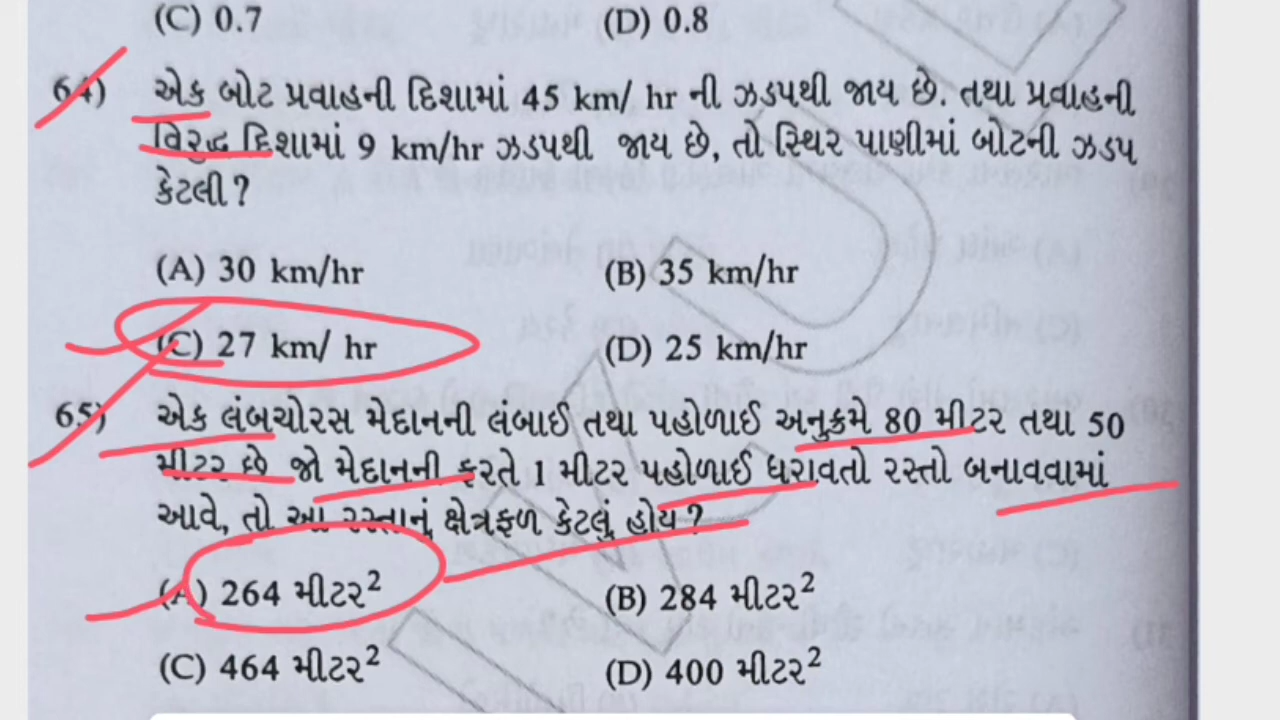 (C) 0.7 (D) 0.8
64) એક બોટ પ્રવાહની દિશામાં 45 km/ hr ની ઝડપથી જાય છે. તથા પ્રવાહની
વિરુદ્ધ દિશામાં 9 km/hr ઝડપથી જાય છે, તો સ્થિર પાણીમાં બોટની ઝડપ
કેટલી ?
(A) 30 km/hr (B) 35 km/hr
(C) 27 km/ hr (D) 25 km/hr
65) એક લંબચોરસ મેદાનની લંબાઈ તથા પહોળાઈ અનુક્રમે 80 મીટર તથા 50
મીટર છે જો મેદાનની ફરતે 1 મીટર પહોળાઈ ધરાવતો રસ્તો બનાવવામાં
આવે, તો આ રસ્તાનું ક્ષેત્રફળ કેટલું હોય ?
(A) 264 મીટર² (B) 284 મીટર²
(C) 464 મીટર² (D) 400 મીટર²